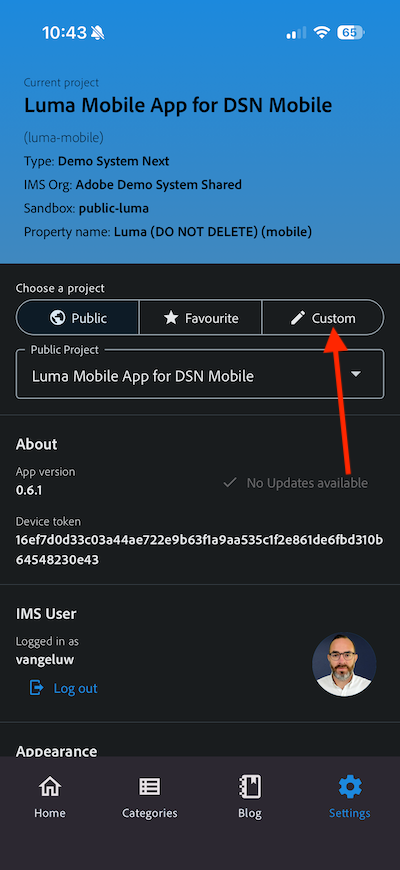 10:43
65
Current project
Luma Mobile App for DSN Mobile
(luma-mobile)
Type: Demo System Next
IMS Org: Adobe Demo System Shared
Sandbox: public-luma
Property name: Luma (DO NOT DELETE) (mobile)
Choose a project
Public
Favourite
Custom
Public Project
Luma Mobile App for DSN Mobile
About
App version
0.6.1
No Updates available
Device token
16ef7d0d33c03a44ae722e9b63f1a9aa535c1f2e861de6fbd310b
64548230e43
IMS User
Logged in as
vangeluw
Log out
Appearance
Home
Categories
Blog
Settings